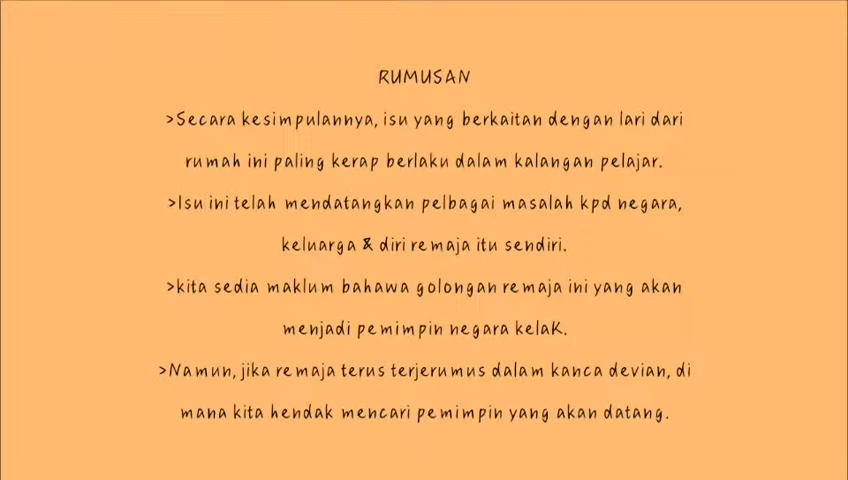 RUMUSAN
>Secara kesimpulannya, isu yang berkaitan dengan lari dari
rumah ini paling kerap berlaku dalam kalangan pelajar.
>Isu ini telah mendatangkan pelbagai masalah kpd negara,
keluarga & diri remaja itu sendiri.
>kita sedia maklum bahawa golongan remaja ini yang akan
menjadi pemimpin negara kelak.
>Namun, jika remaja terus terjerumus dalam kanca devian, di
mana kita hendak mencari pemimpin yang akan datang.